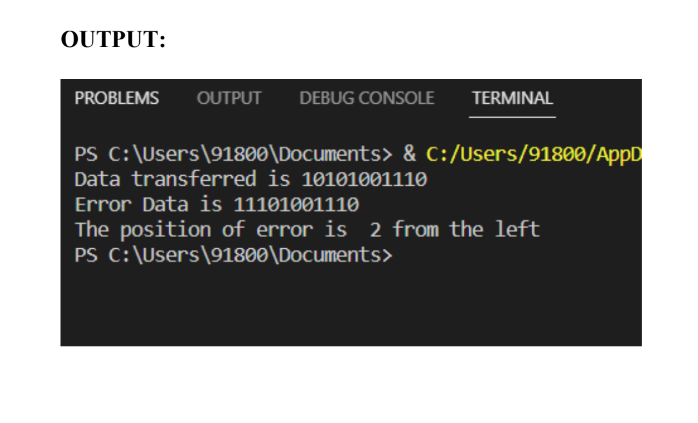 OUTPUT:
PROBLEMS OUTPUT DEBUG CONSOLE TERMINAL
PS C:\Users\91800\Documents> & C:/Users/91800/AppD
Data transferred is 10101001110
Error Data is 11101001110
The position of error is  2 from the left
PS C:\Users\91800\Documents>